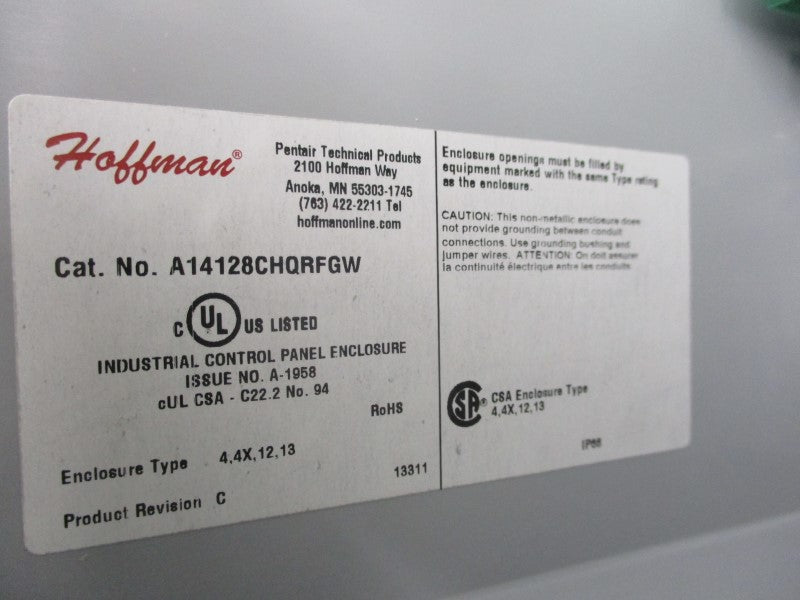 Hoffman®
Pentair Technical Products
2100 Hoffman Way
Anoka, MN 55303-1745
(763) 422-2211 Tel
hoffmanonline.com
Cat. No. A14128CHQRFGW
C UL US LISTED
INDUSTRIAL CONTROL PANEL ENCLOSURE
ISSUE NO. A-1958
cUL CSA - C22.2 No. 94
RoHS
Enclosure Type 4,4X,12,13
13311
Product Revision C
Enclosure openings must be filled by
equipment marked with the same Type rating
as the enclosure.
CAUTION: This non-metallic enclosure does
not provide grounding between conduit
connections. Use grounding bushing and
jumper wires. ATTENTION: On doit assurer
la continuité électrique entre les conduits.
SA® CSA Enclosure Type
4,4X,12,13